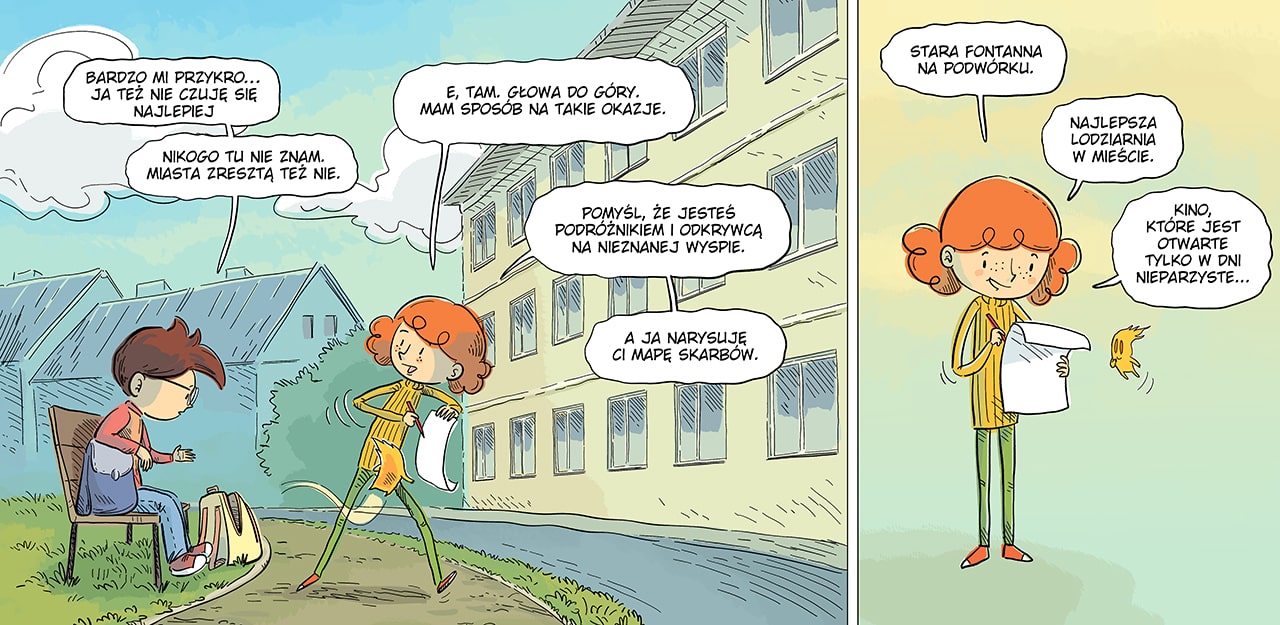 BARDZO MI PRZYKRO...
JA TEŻ NIE CZUJĘ SIĘ
NAJLEPIEJ
NIKOGO TU NIE ZNAM.
MIASTA ZRESZTĄ TEŻ NIE.
E, TAM. GŁOWA DO GÓRY.
MAM SPOSÓB NA TAKIE OKAZJE.
POMYŚL, ŻE JESTEŚ
PODRÓŻNIKIEM I ODKRYWCĄ
NA NIEZNANEJ WYSPIE.
A JA NARYSUJĘ
CI MAPĘ SKARBÓW.
STARA FONTANNA
NA PODWÓRKU.
NAJLEPSZA
LODZIARNIA
W MIEŚCIE.
KINO,
KTÓRE JEST
OTWARTE
TYLKO W DNI
NIEPARZYSTE...